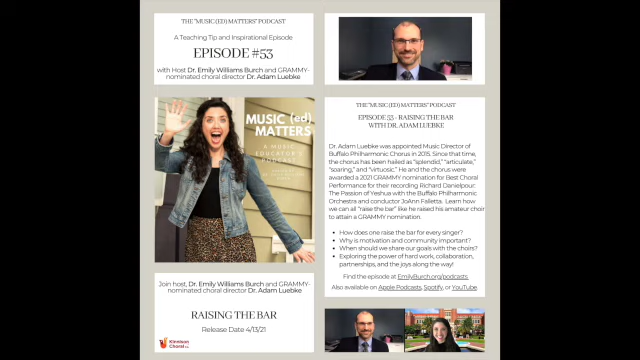 THE "MUSIC (ED) MATTERS" PODCAST
A Teaching Tip and Inspirational Episode
EPISODE #53
with Host Dr. Emily Williams Burch and GRAMMY-
nominated choral director Dr. Adam Luebke
MUSIC (ed)
MATTERS
A MUSIC
EDUCATOR'S
PODCAST
Join host, Dr. Emily Williams Burch and GRAMMY-
nominated choral director Dr. Adam Luebke
RAISING THE BAR
Release Date 4/13/21
Kinnison
Choral
THE "MUSIC (ED) MATTERS" PODCAST
EPISODE 53 - RAISING THE BAR
WITH DR. ADAM LUEBKE
Dr. Adam Luebke was appointed Music Director of
Buffalo Philharmonic Chorus in 2015. Since that time,
the chorus has been hailed as "splendid," "articulate,"
"soaring," and "virtuosic." He and the chorus were
awarded a 2021 GRAMMY nomination for Best Choral
Performance for their recording Richard Danielpour:
The Passion of Yeshua with the Buffalo Philharmonic
Orchestra and conductor JoAnn Falletta. Learn how
we can all "raise the bar" like he raised his amateur choir
to attain a GRAMMY nomination.
• How does one raise the bar for every singer?
• Why is motivation and community important?
• When should we share our goals with the choirs?
• Exploring the power of hard work, collaboration,
partnerships, and the joys along the way!
Find the episode at EmilyBurch.org/podcasts
Also available on Apple Podcasts, Spotify, or YouTube.